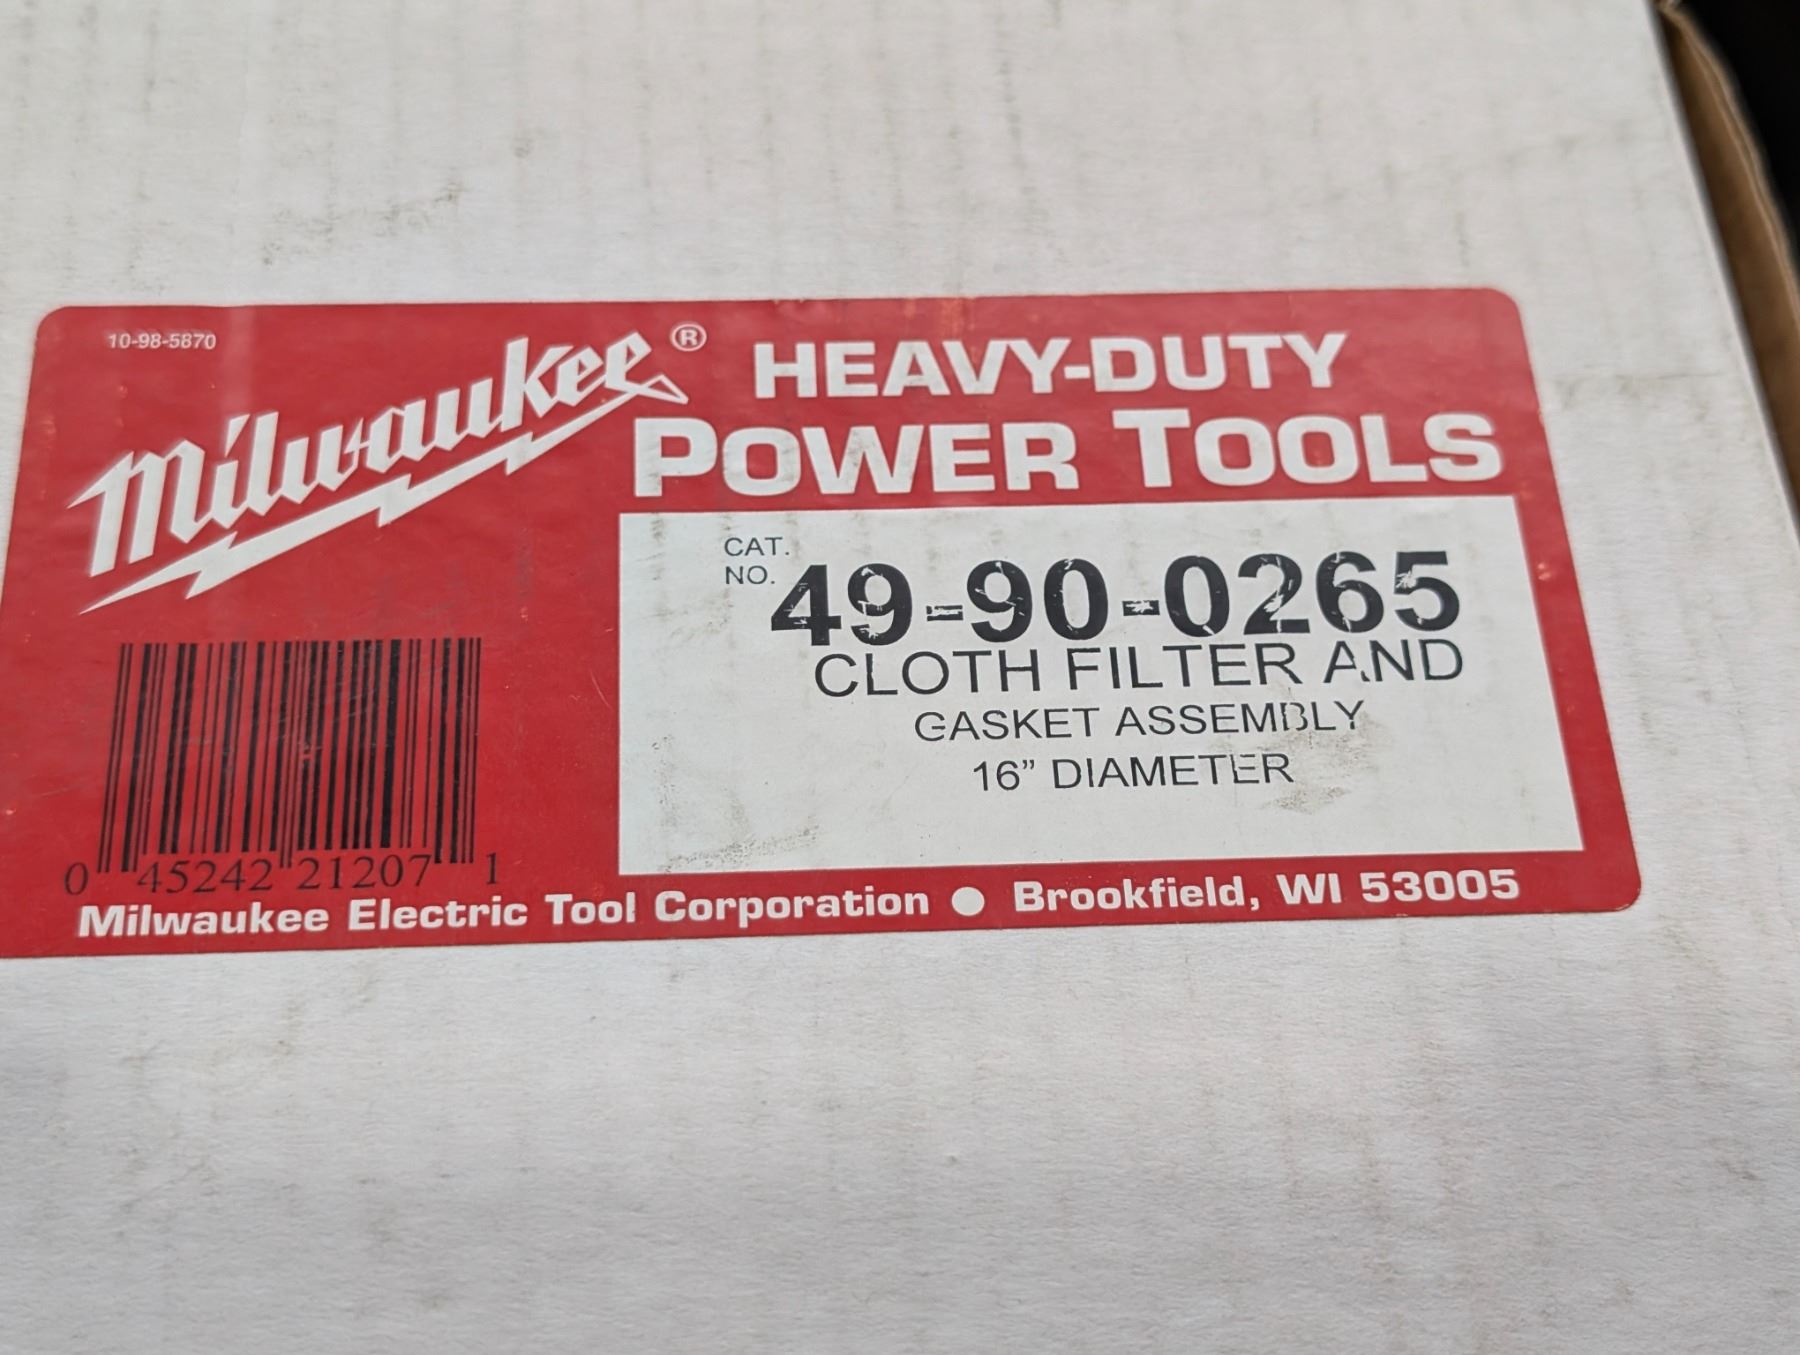 10-98-5870
Milwaukee®
HEAVY-DUTY
POWER TOOLS
CAT.
NO.
49-90-0265
CLOTH FILTER AND
GASKET ASSEMBLY
16” DIAMETER
0 45242 21207 1
Milwaukee Electric Tool Corporation ● Brookfield, WI 53005